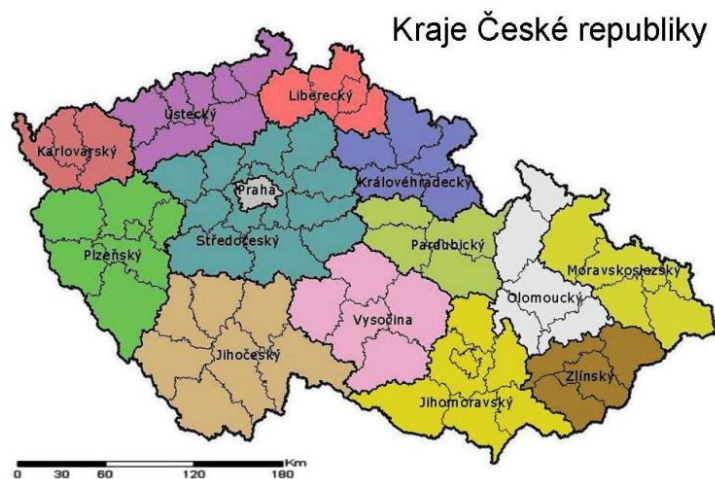 Kraje České republiky
Liberecký
Ústecký
Karlovarský
Praha
Královéhradecký
Středočeský
Pardubický
Plzeňský
Moravskoslezský
Olomoucký
Vysočina
Jihočeský
Zlínský
Jihomoravský
Km
0 30 60 120 180